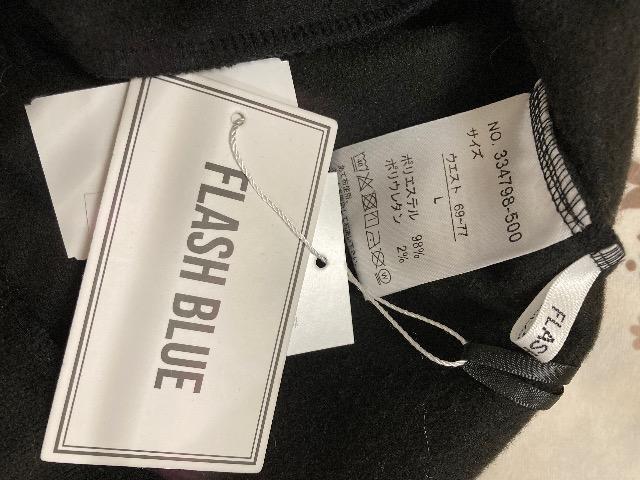 FLASH BLUE
NO. 334798-500
サイズ
ウエスト 69-77
L
ポリエステル 98%
ポリウレタン 2%
FLAS